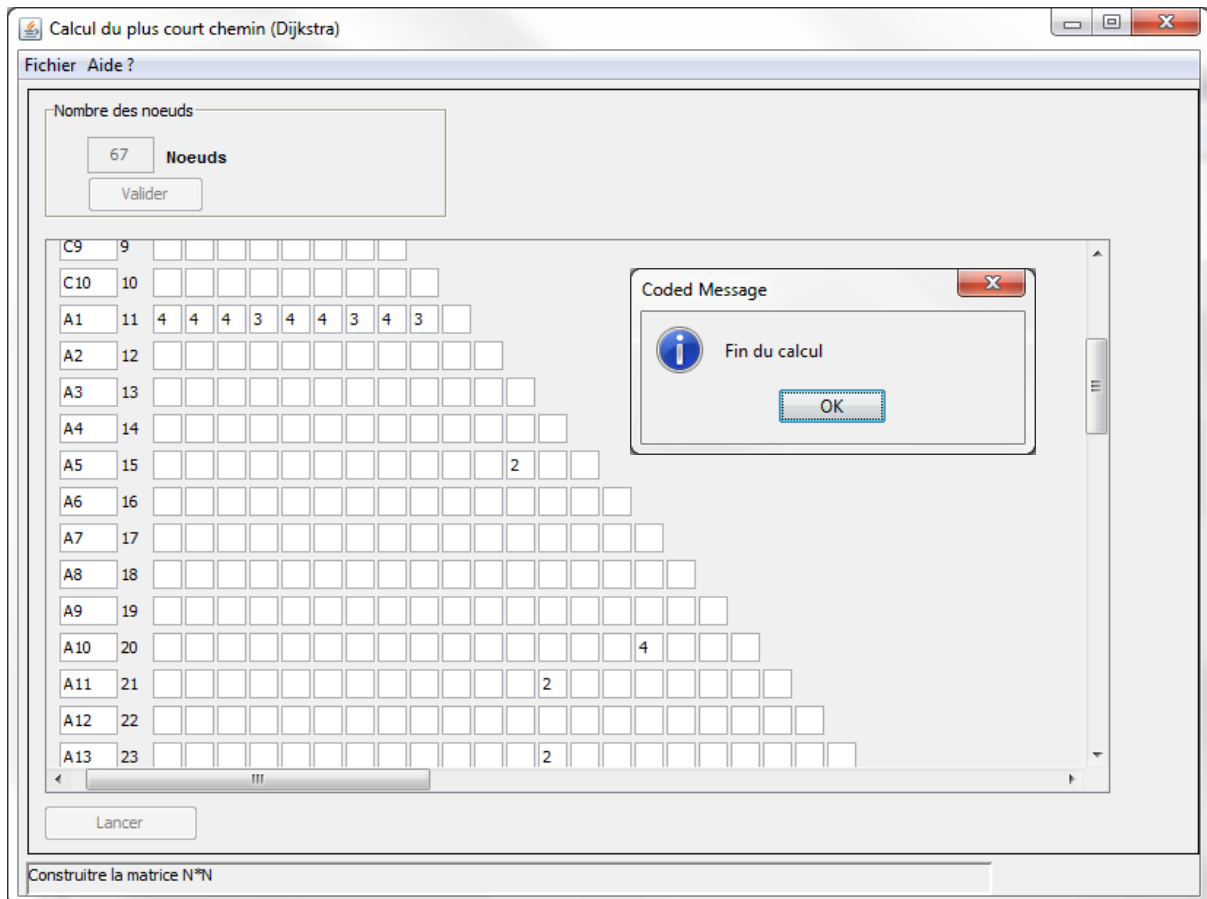 Calcul du plus court chemin (Dijkstra)
Fichier Aide ?
Nombre des noeuds
67 Noeuds
Valider
C9 9
C10 10
A1 11 4 4 4 3 4 4 3 4 3
A2 12
A3 13
A4 14
A5 15 2
A6 16
A7 17
A8 18
A9 19
A10 20 4
A11 21 2
A12 22
A13 23 2
Coded Message
Fin du calcul
OK
Lancer
Construitre la matrice N*N